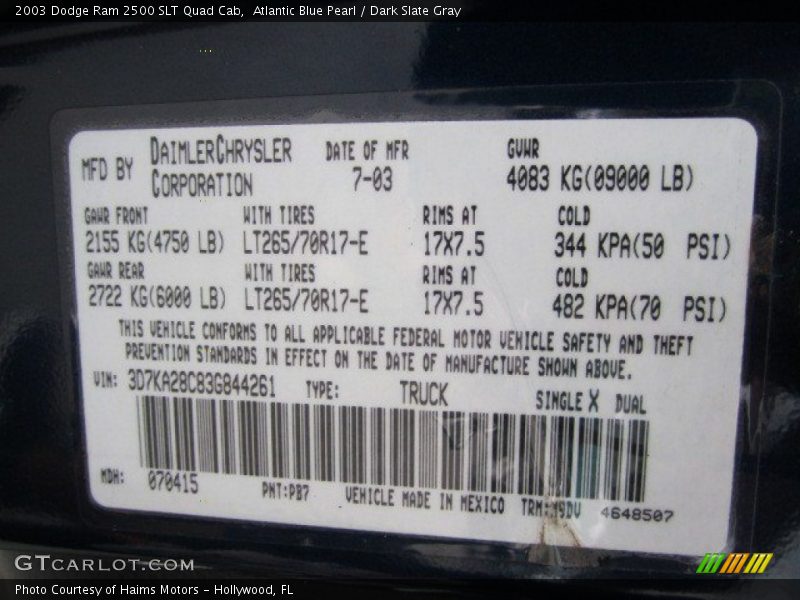 2003 Dodge Ram 2500 SLT Quad Cab,  Atlantic Blue Pearl / Dark Slate Gray
MFD BY DAIMLERCHRYSLER CORPORATION DATE OF MFR 7-03 GVWR 4083 KG(09000 LB)
GAWR FRONT WITH TIRES RIMS AT COLD
2155 KG(4750 LB) LT265/70R17-E 17X7.5 344 KPA(50 PSI)
GAWR REAR WITH TIRES RIMS AT COLD
2722 KG(6000 LB) LT265/70R17-E 17X7.5 482 KPA(70 PSI)
THIS VEHICLE CONFORMS TO ALL APPLICABLE FEDERAL MOTOR VEHICLE SAFETY AND THEFT
PREVENTION STANDARDS IN EFFECT ON THE DATE OF MANUFACTURE SHOWN ABOVE.
VIN: 3D7KA28C83G844261 TYPE: TRUCK SINGLE X DUAL
MDH: 070415 PNT:PB7 VEHICLE MADE IN MEXICO TRM: 4648507
GTCARLOT.COM
Photo Courtesy of Haims Motors - Hollywood, FL